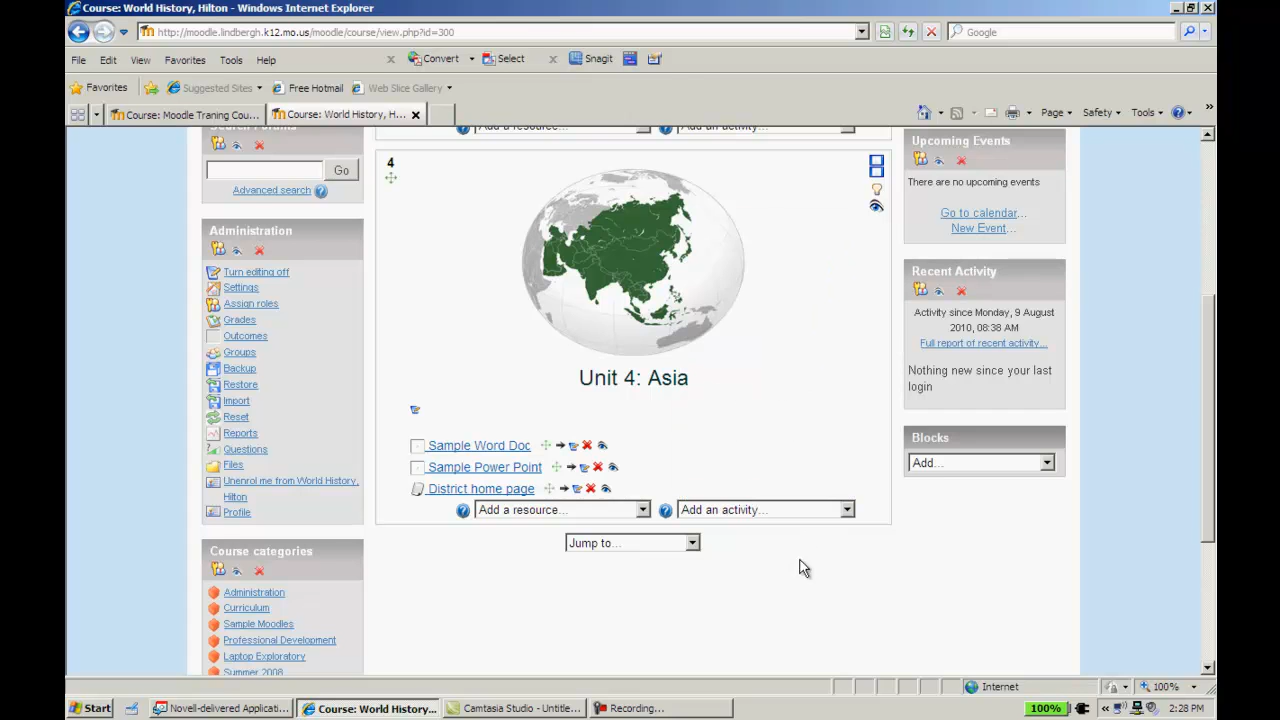 Course: World History, Hilton - Windows Internet Explorer
http://moodle.lindbergh.k12.mo.us/moodle/course/view.php?id=300
Google
File Edit View Favorites Tools Help
x Convert Select x Snagit
Favorites Suggested Sites Free Hotmail Web Slice Gallery
Course: Moodle Traning Cou... Course: World History, H... x
Page Safety Tools
Search Forums
Go
Advanced search
Administration
Turn editing off
Settings
Assign roles
Grades
Outcomes
Groups
Backup
Restore
Import
Reset
Reports
Questions
Files
Unenrol me from World History, Hilton
Profile
Course categories
Administration
Curriculum
Sample Moodles
Professional Development
Laptop Exploratory
Summer 2008
Add a resource... Add an activity...
4
Unit 4: Asia
Sample Word Doc
Sample Power Point
District home page
Add a resource... Add an activity...
Jump to...
Upcoming Events
There are no upcoming events
Go to calendar...
New Event...
Recent Activity
Activity since Monday, 9 August
2010, 08:38 AM
Full report of recent activity...
Nothing new since your last
login
Blocks
Add...
Internet 100%
Start Novell-delivered Applicati... Course: World History,... Camtasia Studio - Untitle... Recording... 100% « 2:28 PM